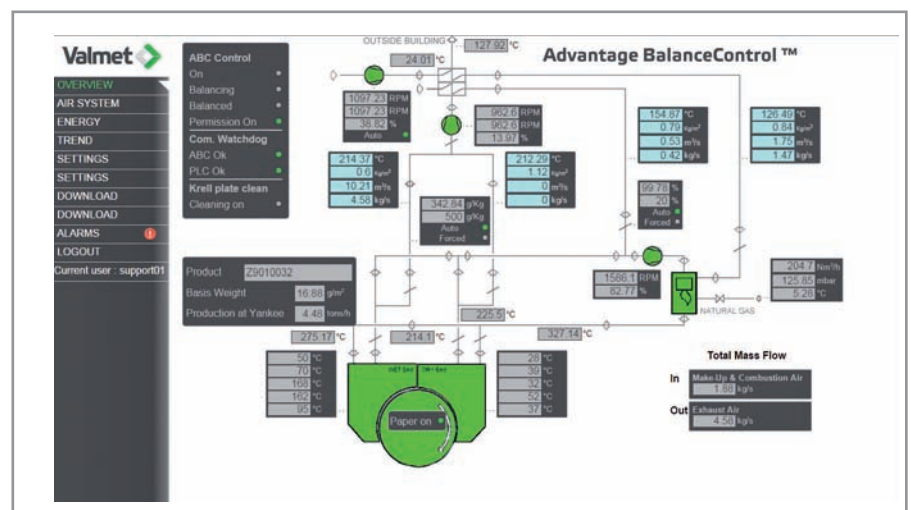 Valmet
OVERVIEW
AIR SYSTEM
ENERGY
TREND
SETTINGS
SETTINGS
DOWNLOAD
DOWNLOAD
ALARMS
LOGOUT
Current user : support01
Advantage BalanceControl ™
OUTSIDE BUILDING
127.92 °C
24.01 °C
ABC Control
On
Balancing
Balanced
Permission On
Com. Watchdog
ABC Ok
PLC Ok
Krell plate clean
Cleaning on
1097.23 RPM
1097.23 RPM
38.82 %
Auto
962.6 RPM
962.6 RPM
13.97 %
214.37 °C
0.6 Kg/m³
10.21 m³/s
4.58 kg/s
212.29 °C
1.12 Kg/m³
0 m³/s
0 kg/s
154.87 °C
0.79 Kg/m³
0.53 m³/s
0.42 kg/s
126.49 °C
0.84 Kg/m³
1.75 m³/s
1.47 kg/s
342.84 g/Kg
500 g/Kg
Auto
Forced
99.78 %
20 %
Auto
Forced
Product Z9010032
Basis Weight 16.88 g/m²
Production at Yankee 4.48 tons/h
1586.1 RPM
82.77 %
204.7 Nm³/h
125.85 mbar
5.28 °C
NATURAL GAS
225.5 °C
275.17 °C
214.1 °C
327.14 °C
50 °C
70 °C
168 °C
162 °C
95 °C
28 °C
39 °C
32 °C
52 °C
37 °C
Paper on
Total Mass Flow
In
Make-Up & Combustion Air
1.88 kg/s
Out
Exhaust Air
4.58 kg/s